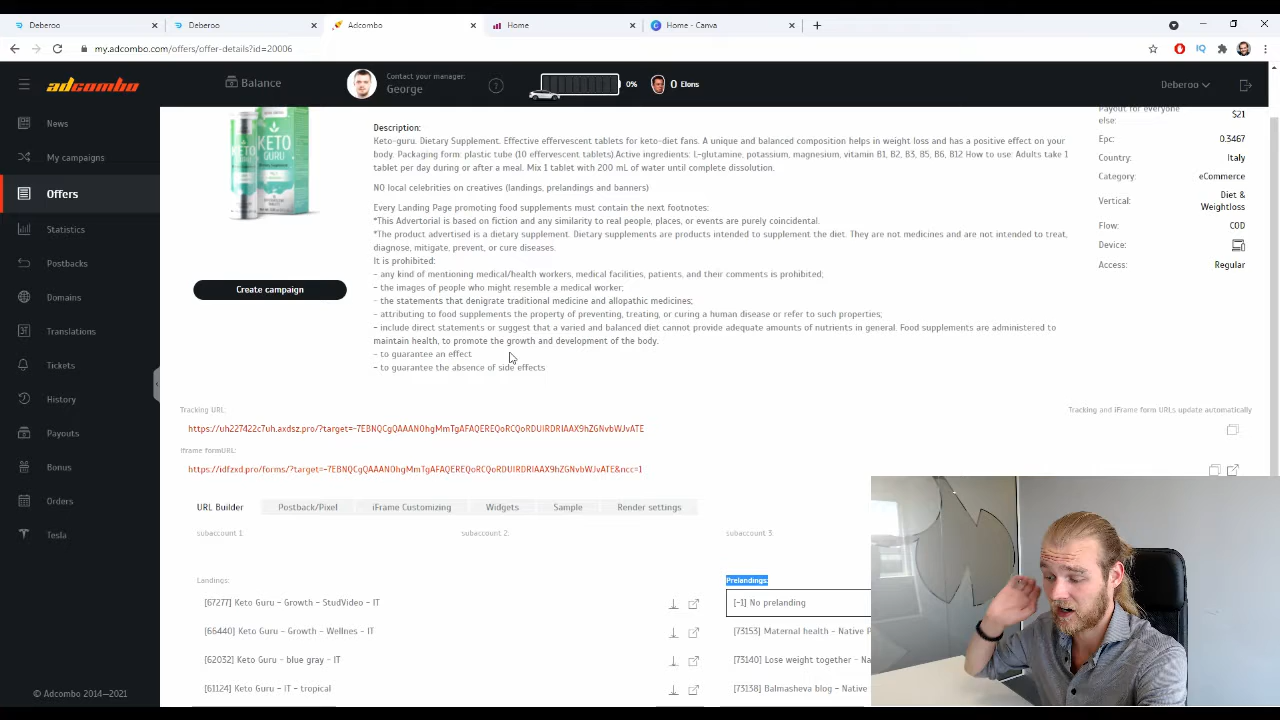 Deberoo
Deberoo
Adcombo
Home
Home - Canva
my.adcombo.com/offers/offer-details?id=20006
IQ
adcombo
Balance
Contact your manager:
George
?
0%
0 Elons
Deberoo
News
My campaigns
Offers
Statistics
Postbacks
Domains
Translations
Tickets
History
Payouts
Bonus
Orders
Tesla
© Adcombo 2014—2021
KETO
GURU
KETO
GURU
Create campaign
Description:
Keto-guru. Dietary Supplement. Effective effervescent tablets for keto-diet fans. A unique and balanced composition helps in weight loss and has a positive effect on your
body. Packaging form: plastic tube (10 effervescent tablets).Active ingredients: L-glutamine, potassium, magnesium, vitamin B1, B2, B3, B5, B6, B12 How to use: Adults take 1
tablet per day during or after a meal. Mix 1 tablet with 200 mL of water until complete dissolution.
NO local celebrities on creatives (landings, prelandings and banners)
Every Landing Page promoting food supplements must contain the next footnotes:
*This Advertorial is based on fiction and any similarity to real people, places, or events are purely coincidental.
*The product advertised is a dietary supplement. Dietary supplements are products intended to supplement the diet. They are not medicines and are not intended to treat,
diagnose, mitigate, prevent, or cure diseases.
It is prohibited:
- any kind of mentioning medical/health workers, medical facilities, patients, and their comments is prohibited;
- the images of people who might resemble a medical worker;
- the statements that denigrate traditional medicine and allopathic medicines;
- attributing to food supplements the property of preventing, treating, or curing a human disease or refer to such properties;
- include direct statements or suggest that a varied and balanced diet cannot provide adequate amounts of nutrients in general. Food supplements are administered to
maintain health, to promote the growth and development of the body.
- to guarantee an effect
- to guarantee the absence of side effects
Payout for everyone
else:
$21
Epc:
0.3467
Country:
Italy
Category:
eCommerce
Vertical:
Diet &
Weightloss
Flow:
COD
Device:
Access:
Regular
Tracking URL:
Tracking and iFrame form URLs update automatically
iframe formURL:
URL Builder
Postback/Pixel
iFrame Customizing
Widgets
Sample
Render settings
subaccount 1:
subaccount 2:
subaccount 3:
Landings:
Prelandings:
[67277] Keto Guru - Growth - StudVideo - IT
[-1] No prelanding
[66440] Keto Guru - Growth - Wellnes - IT
[73153] Maternal health - Native P
[62032] Keto Guru - blue gray - IT
[73140] Lose weight together - Na
[61124] Keto Guru - IT - tropical
[73138] Balmasheva blog - Native